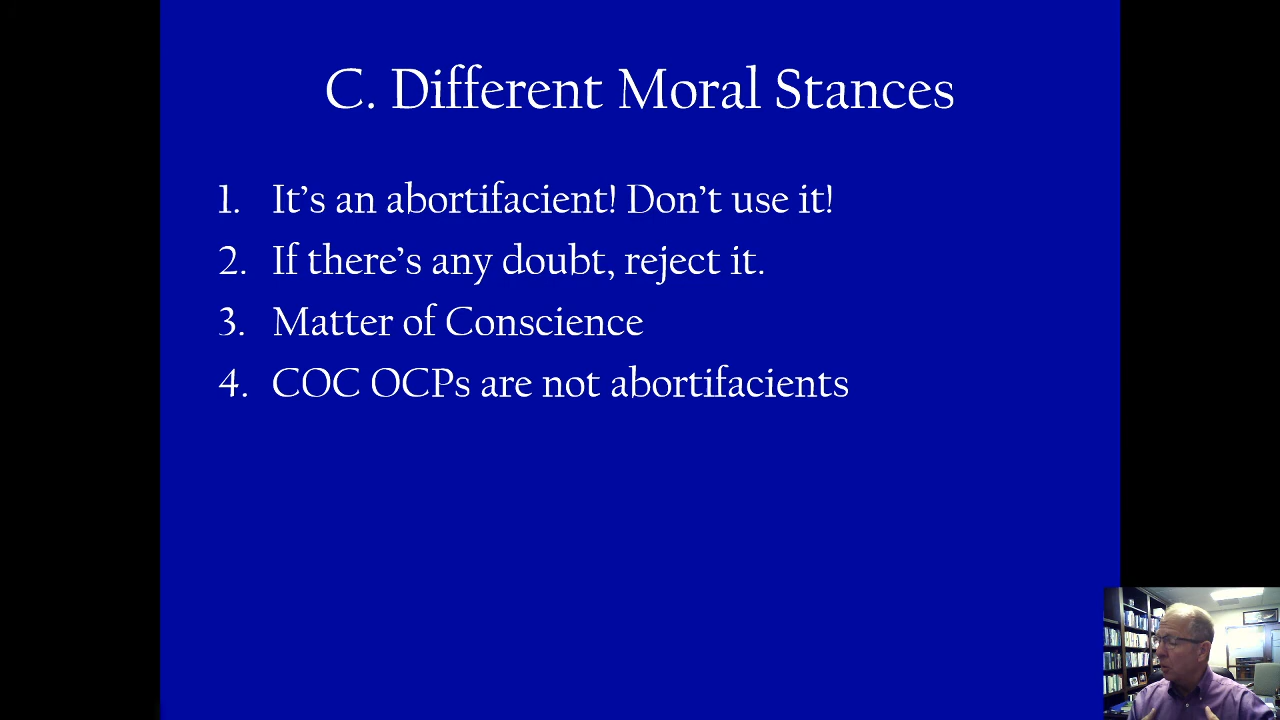 C. Different Moral Stances
1. It's an abortifacient! Don't use it!
2. If there's any doubt, reject it.
3. Matter of Conscience
4. COC OCPs are not abortifacients